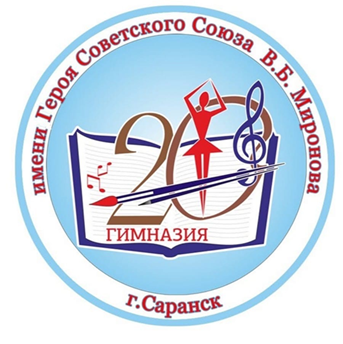 имени Героя Советского Союза В.Б. Миронова
20
ГИМНАЗИЯ
г.Саранск